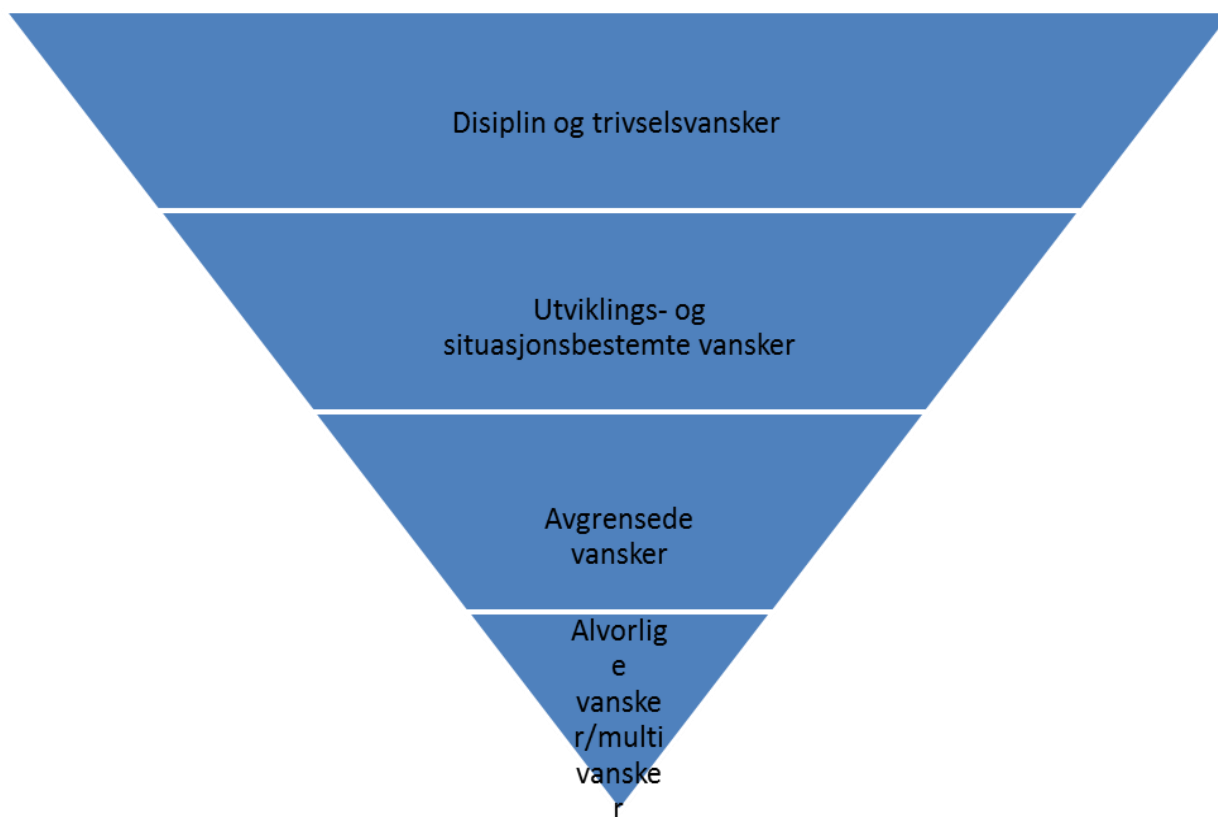 Disiplin og trivselsvansker
Utviklings- og
situasjonsbestemte vansker
Avgrensede
vansker
Alvorlig
e
vanske
r/multi
vanske
r